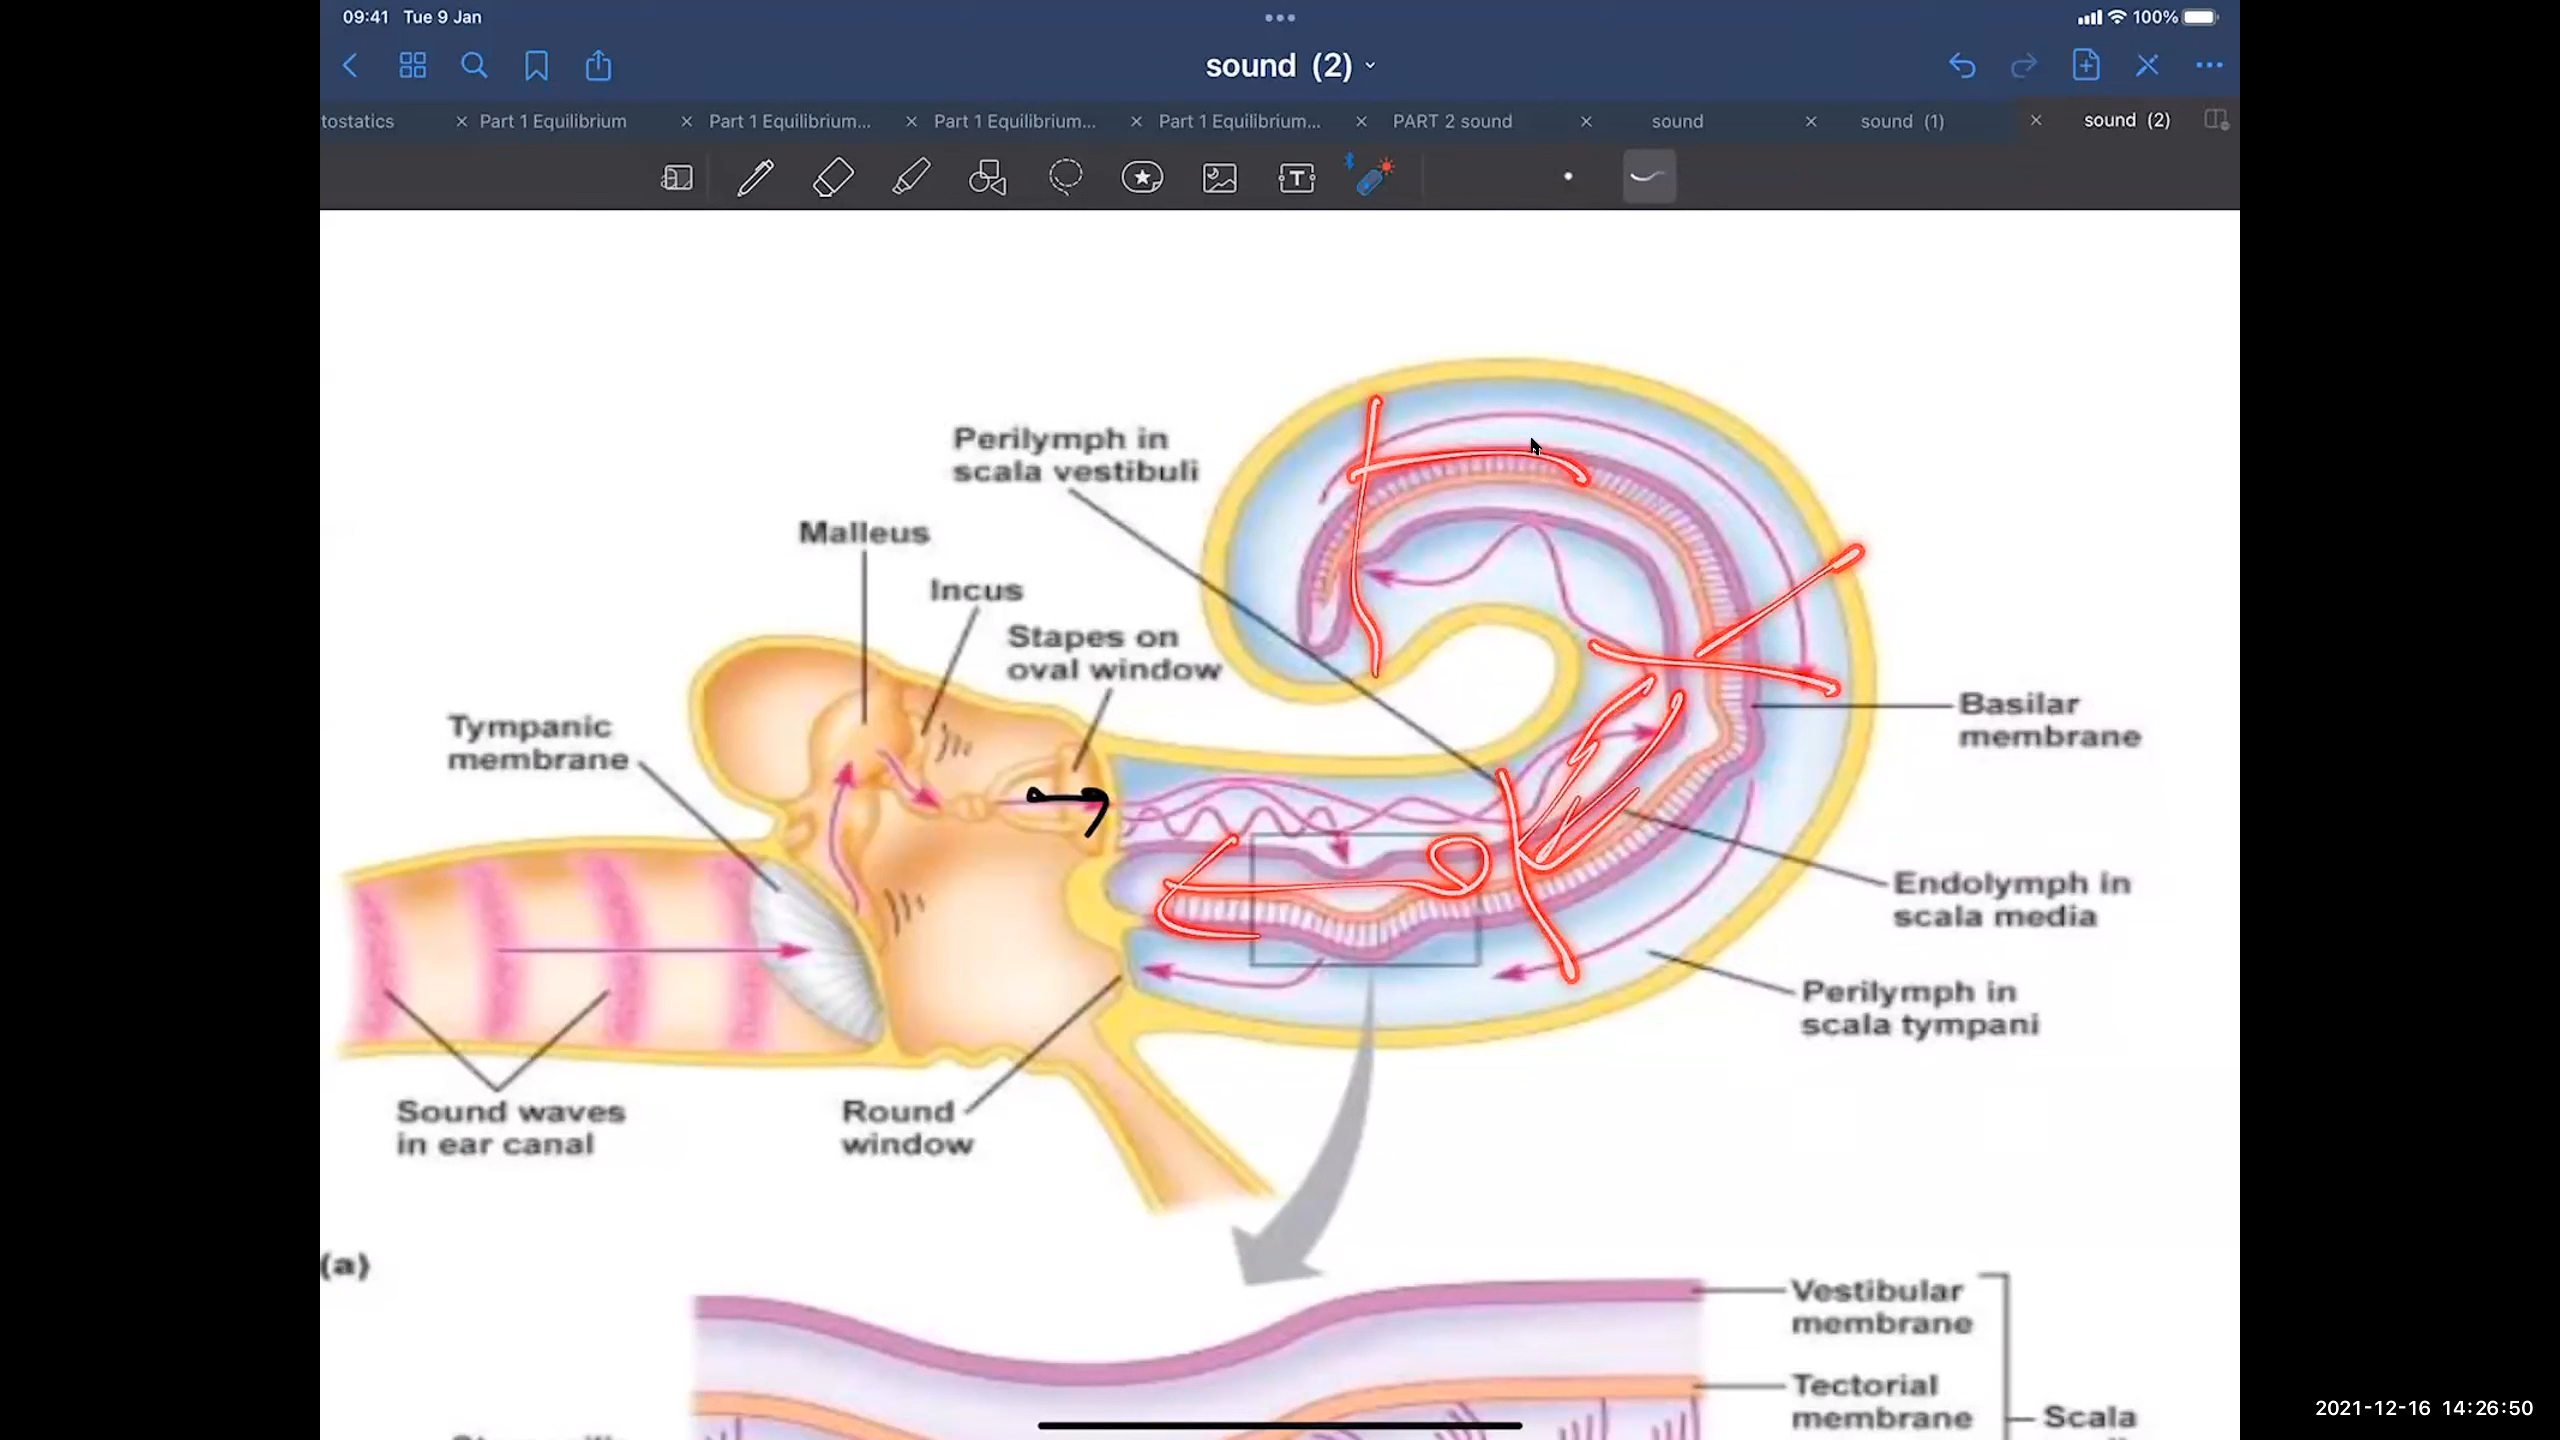 09:41 Tue 9 Jan
100%
sound (2)
tostatics
Part 1 Equilibrium
Part 1 Equilibrium...
Part 1 Equilibrium...
Part 1 Equilibrium...
PART 2 sound
sound
sound (1)
sound (2)
Perilymph in
scala vestibuli
Malleus
Incus
Stapes on
oval window
Tympanic
membrane
Basilar
membrane
Endolymph in
scala media
Perilymph in
scala tympani
Sound waves
in ear canal
Round
window
(a)
Vestibular
membrane
Tectorial
membrane
Scala
2021-12-16 14:26:50